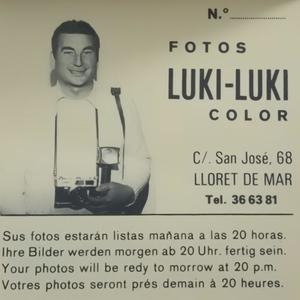 N.º
FOTOS
LUKI-LUKI
COLOR
C/. San José, 68
LLORET DE MAR
Tel. 36 63 81
Sus fotos estarán listas mañana a las 20 horas.
Ihre Bilder werden morgen ab 20 Uhr. fertig sein.
Your photos will be redy to morrow at 20 p.m.
Votres photos seront prés demain à 20 heures.